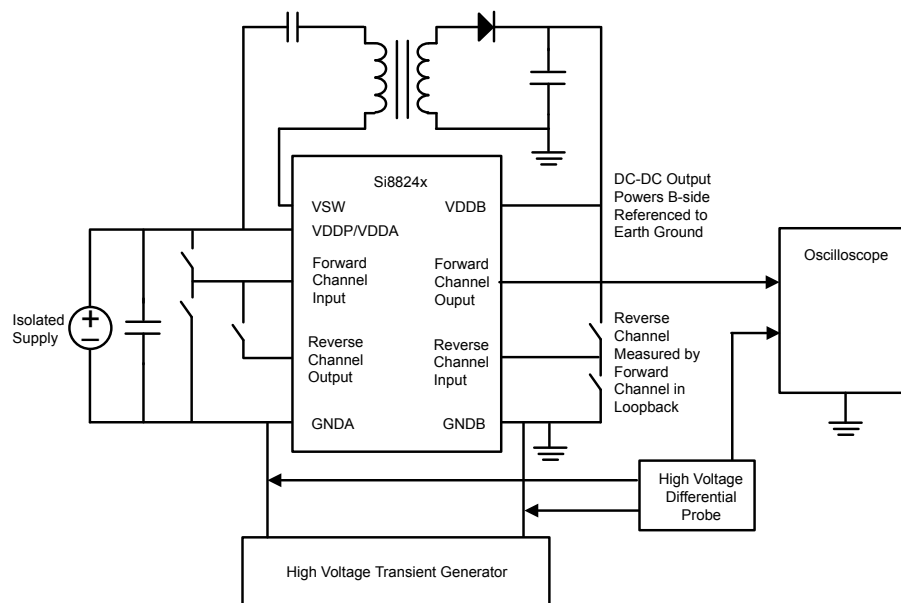 Si8824x
VSW
VDDB
VDDP/VDDA
Forward
Channel
Input
Forward
Channel
Ouput
Reverse
Channel
Output
Reverse
Channel
Input
GNDA
GNDB
Isolated
Supply
+
−
DC-DC Output
Powers B-side
Referenced to
Earth Ground
Reverse
Channel
Measured by
Forward
Channel in
Loopback
Oscilloscope
High Voltage
Differential
Probe
High Voltage Transient Generator